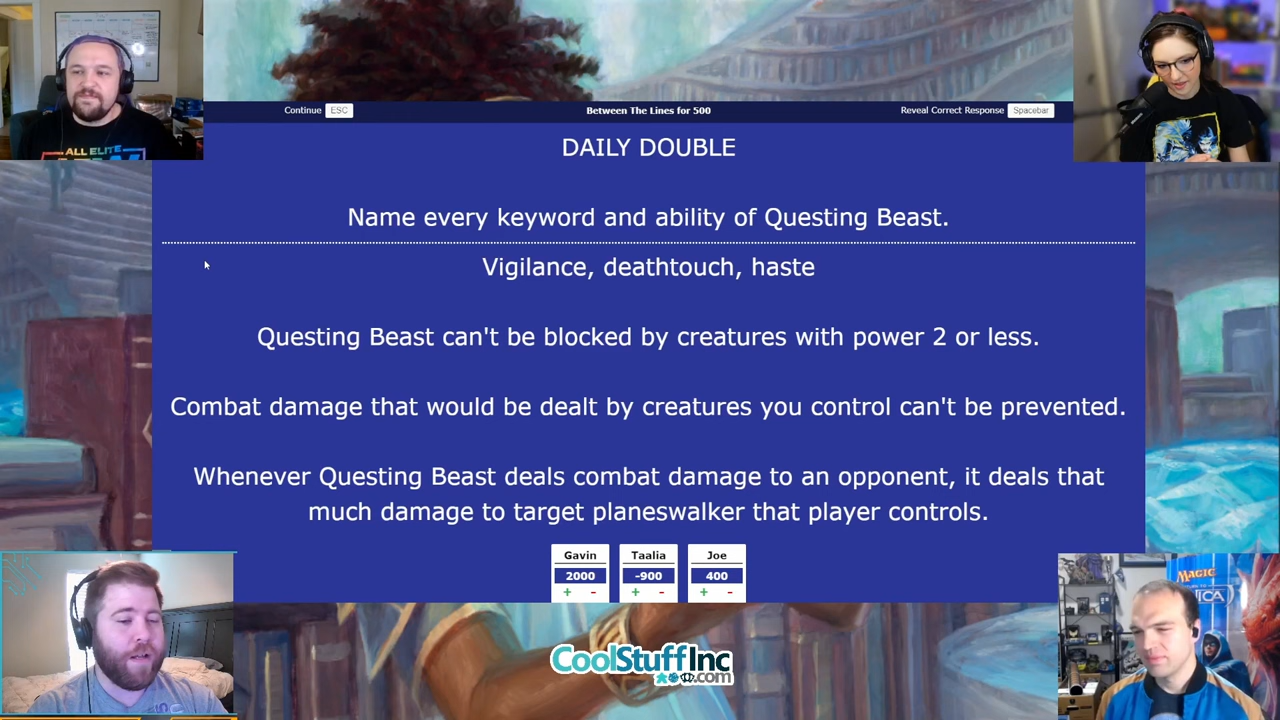 Continue ESC
Between The Lines for 500
Reveal Correct Response Spacebar
DAILY DOUBLE
Name every keyword and ability of Questing Beast.
Vigilance, deathtouch, haste
Questing Beast can't be blocked by creatures with power 2 or less.
Combat damage that would be dealt by creatures you control can't be prevented.
Whenever Questing Beast deals combat damage to an opponent, it deals that
much damage to target planeswalker that player controls.
Gavin Taalia Joe
2000 -900 400
+ - + - + -
CoolStuffInc
.com
ALL ELITE
MAGIC